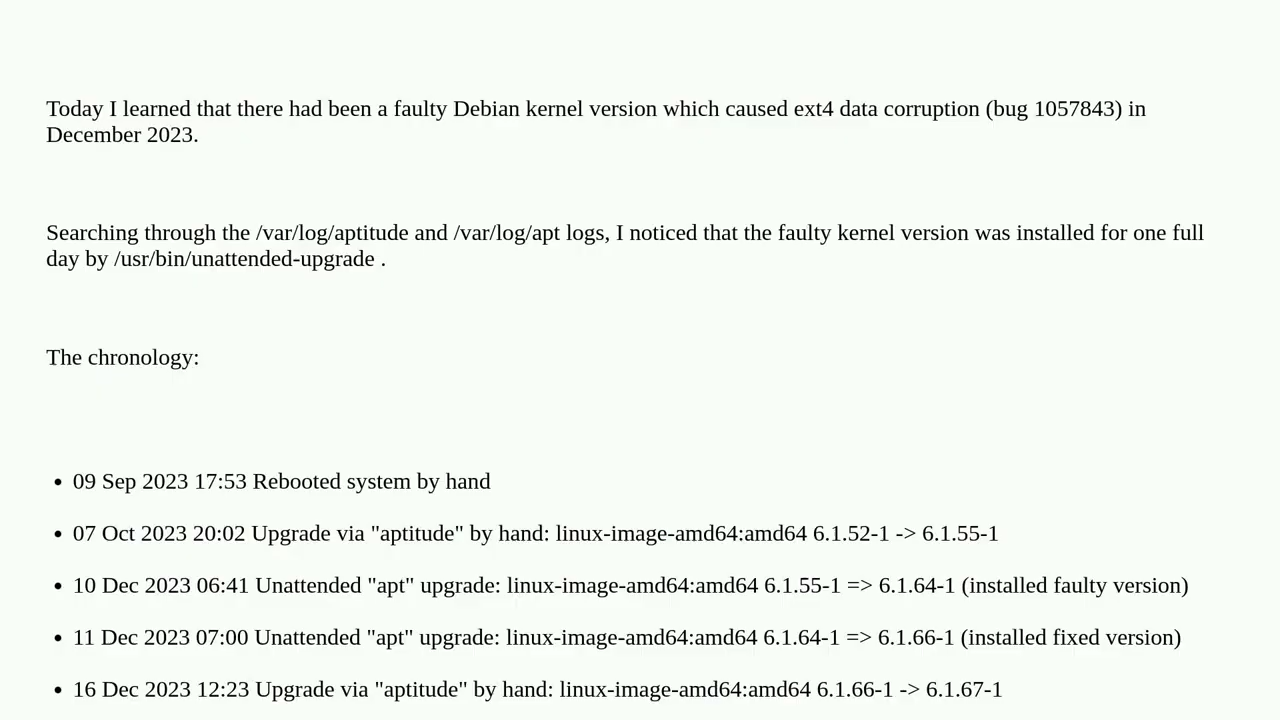 Today I learned that there had been a faulty Debian kernel version which caused ext4 data corruption (bug 1057843) in
December 2023.
Searching through the /var/log/aptitude and /var/log/apt logs, I noticed that the faulty kernel version was installed for one full
day by /usr/bin/unattended-upgrade .
The chronology:
• 09 Sep 2023 17:53 Rebooted system by hand
• 07 Oct 2023 20:02 Upgrade via "aptitude" by hand: linux-image-amd64:amd64 6.1.52-1 -> 6.1.55-1
• 10 Dec 2023 06:41 Unattended "apt" upgrade: linux-image-amd64:amd64 6.1.55-1 => 6.1.64-1 (installed faulty version)
• 11 Dec 2023 07:00 Unattended "apt" upgrade: linux-image-amd64:amd64 6.1.64-1 => 6.1.66-1 (installed fixed version)
• 16 Dec 2023 12:23 Upgrade via "aptitude" by hand: linux-image-amd64:amd64 6.1.66-1 -> 6.1.67-1